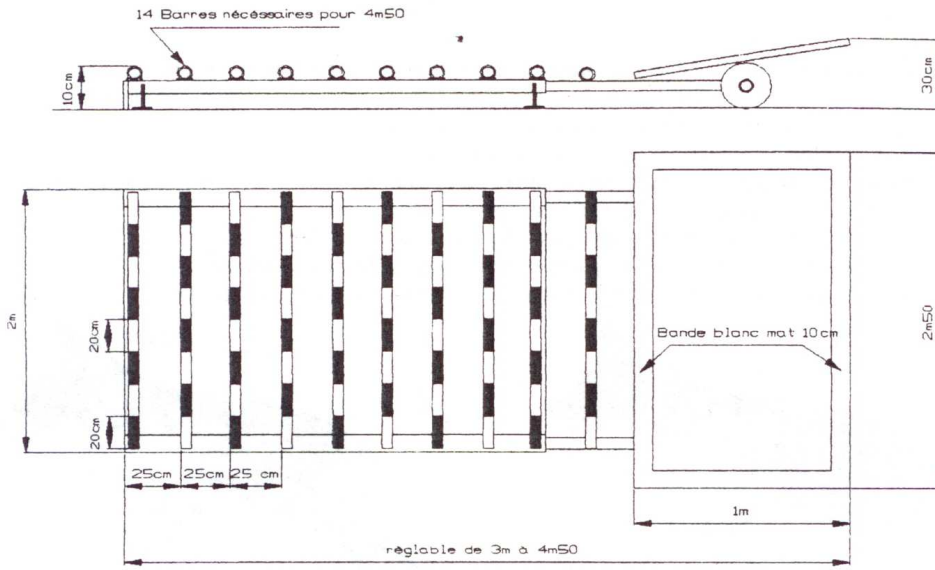 14 Barres nécéssaires pour 4m50
10cm
30cm
2m
20cm
20cm
Bande blanc mat 10cm
2m50
25cm
25cm
25 cm
1m
réglable de 3m à 4m50